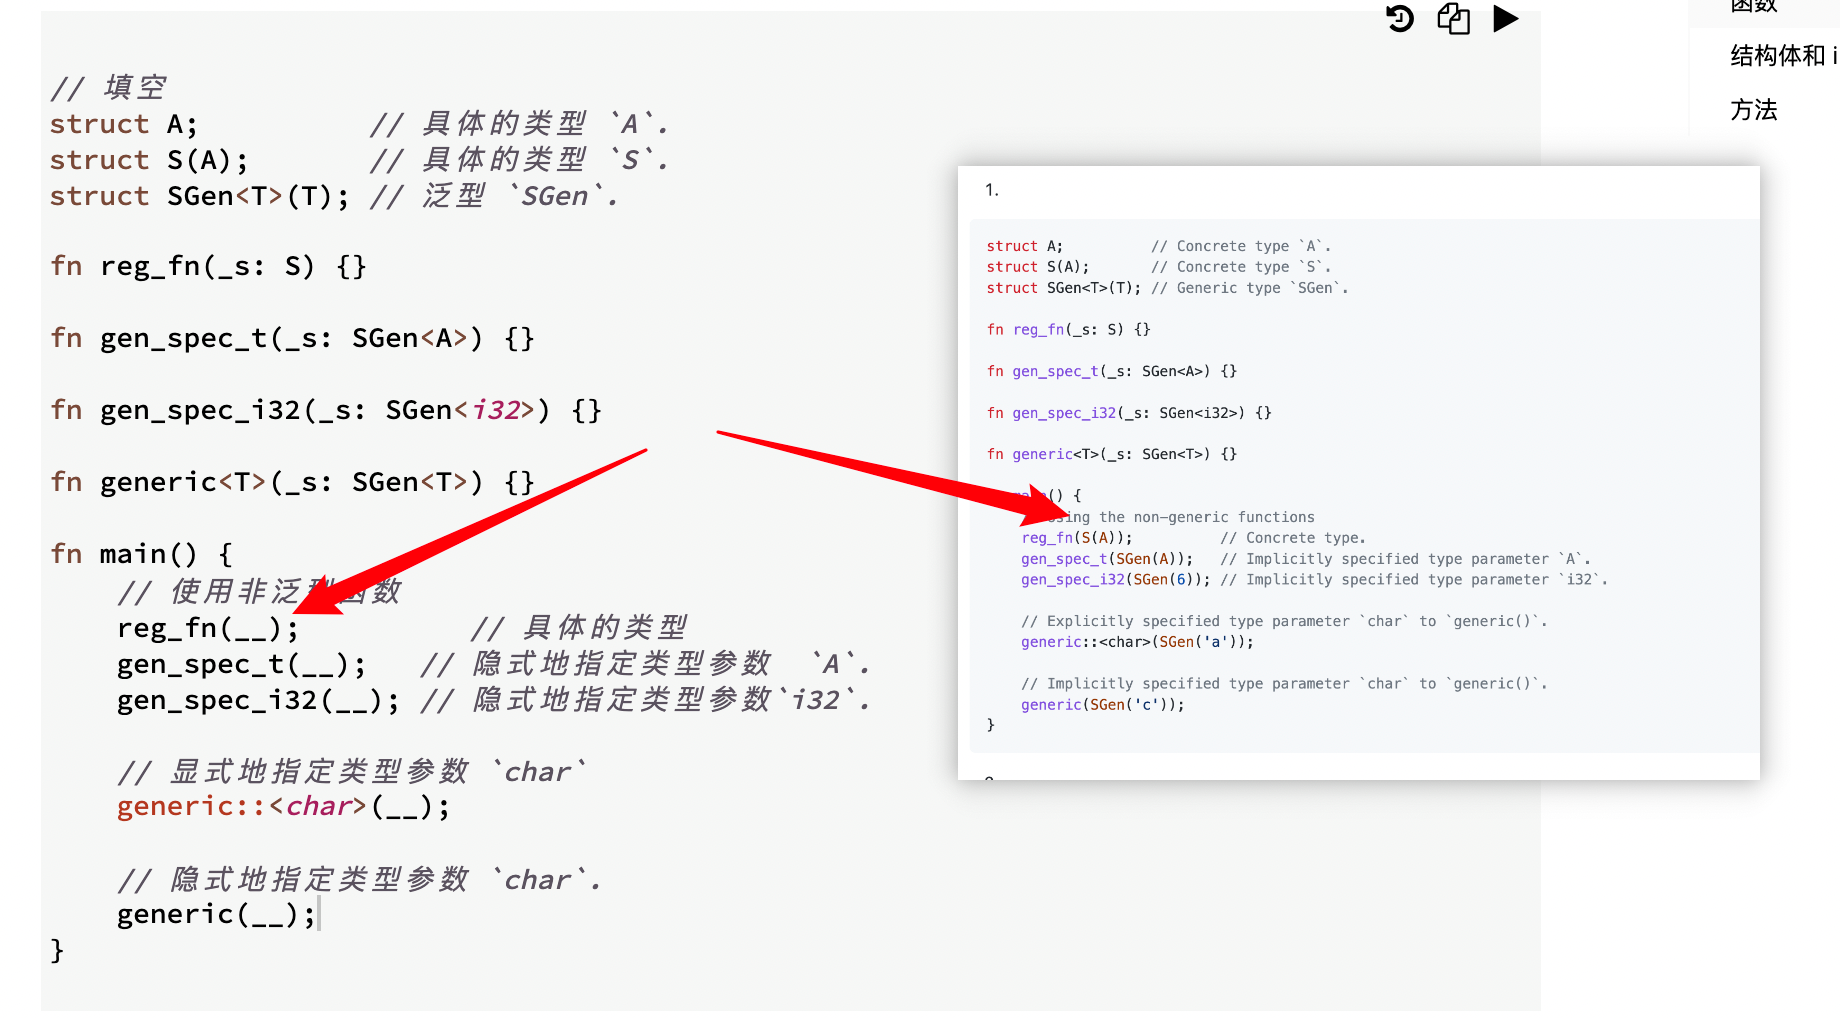 // 填空
struct A;          // 具体的类型 `A`.
struct S(A);       // 具体的类型 `S`.
struct SGen<T>(T); // 泛型 `SGen`.
fn reg_fn(_s: S) {}
fn gen_spec_t(_s: SGen<A>) {}
fn gen_spec_i32(_s: SGen<i32>) {}
fn generic<T>(_s: SGen<T>) {}
fn main() {
    // 使用非泛型函数
    reg_fn(__);          // 具体的类型
    gen_spec_t(__);   // 隐式地指定类型参数  `A`.
    gen_spec_i32(__); // 隐式地指定类型参数`i32`.
    // 显式地指定类型参数 `char`
    generic::<char>(__);
    // 隐式地指定类型参数 `char`.
    generic(__);
}
1.
struct A;          // Concrete type `A`.
struct S(A);       // Concrete type `S`.
struct SGen<T>(T); // Generic type `SGen`.
fn reg_fn(_s: S) {}
fn gen_spec_t(_s: SGen<A>) {}
fn gen_spec_i32(_s: SGen<i32>) {}
fn generic<T>(_s: SGen<T>) {}
() {
the non-generic functions
    reg_fn(S(A));          // Concrete type.
    gen_spec_t(SGen(A));   // Implicitly specified type parameter `A`.
    gen_spec_i32(SGen(6)); // Implicitly specified type parameter `i32`.
    // Explicitly specified type parameter `char` to `generic()`.
    generic::<char>(SGen('a'));
    // Implicitly specified type parameter `char` to `generic()`.
    generic(SGen('c'));
}
函数
结构体和 i
方法